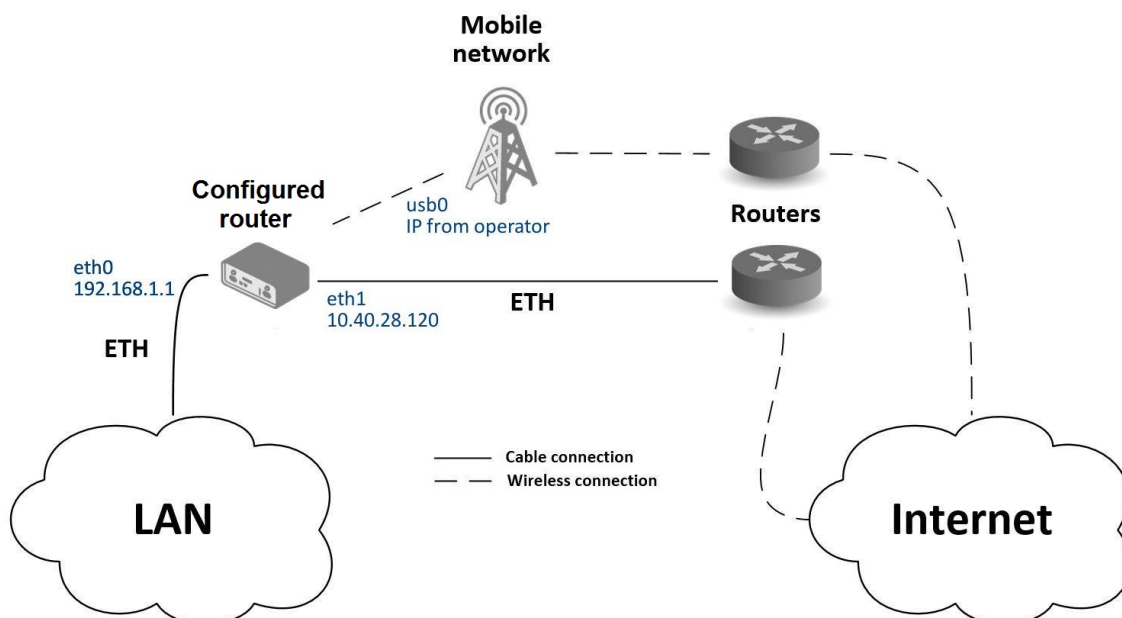 Mobile
network
Configured
router
usb0
IP from operator
Routers
eth0
192.168.1.1
eth1
10.40.28.120
ETH
ETH
Cable connection
Wireless connection
LAN
Internet